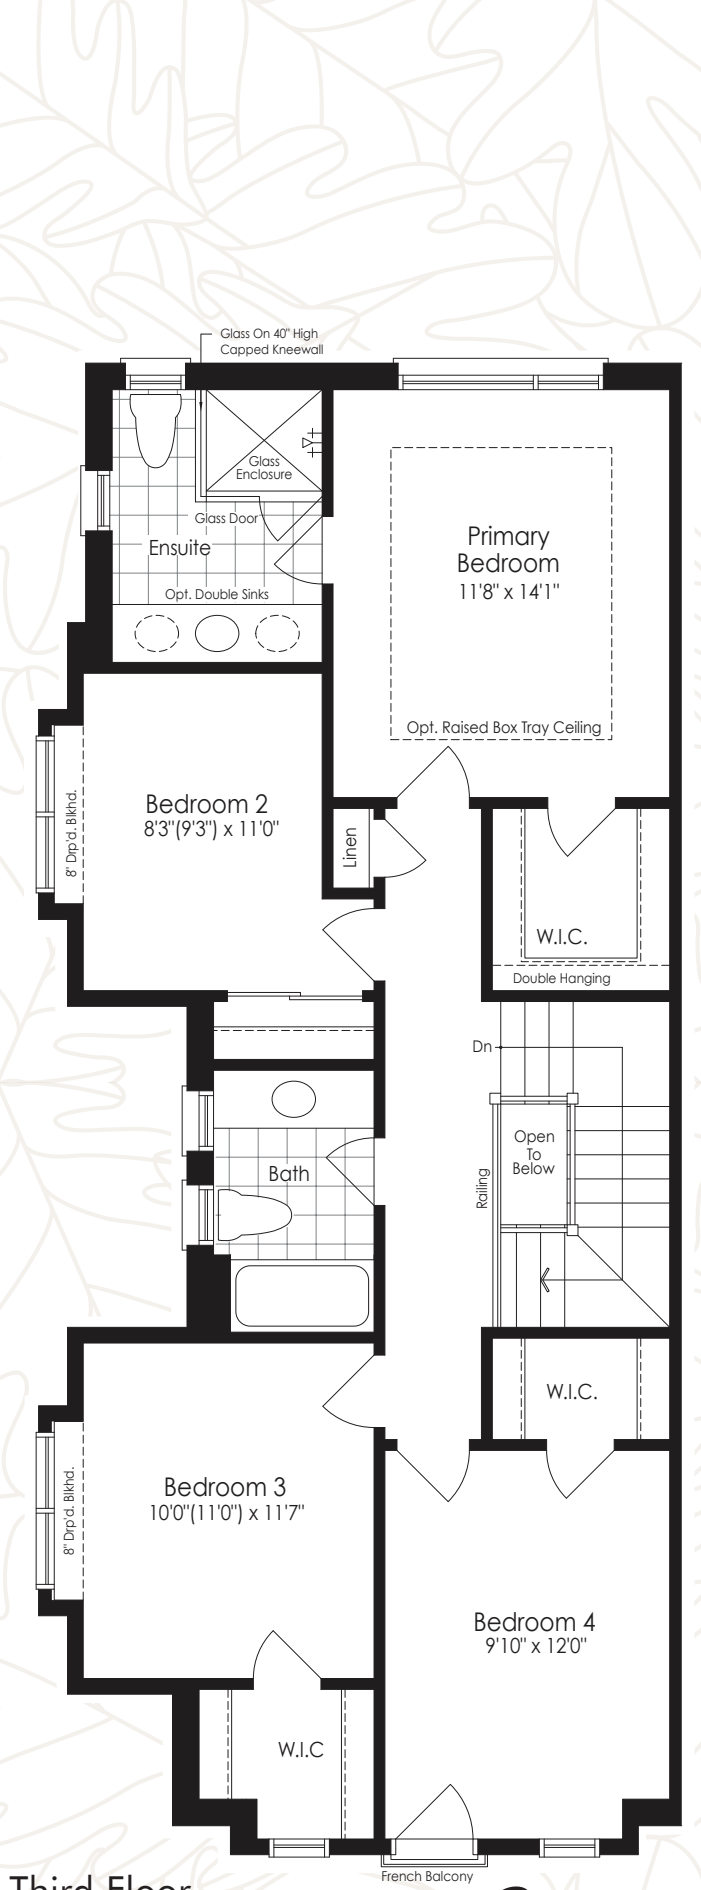 Glass On 40" High
Capped Kneewall
Glass
Enclosure
Glass Door
Ensuite
Opt. Double Sinks
Primary
Bedroom
11'8" x 14'1"
Opt. Raised Box Tray Ceiling
Bedroom 2
8'3"(9'3") x 11'0"
8" Drp'd. Blkhd.
Linen
W.I.C.
Double Hanging
Dn
Open
To
Below
Railing
Bath
W.I.C.
Bedroom 3
10'0"(11'0") x 11'7"
8" Drp'd. Blkhd.
Bedroom 4
9'10" x 12'0"
W.I.C
French Balcony
Third Floor